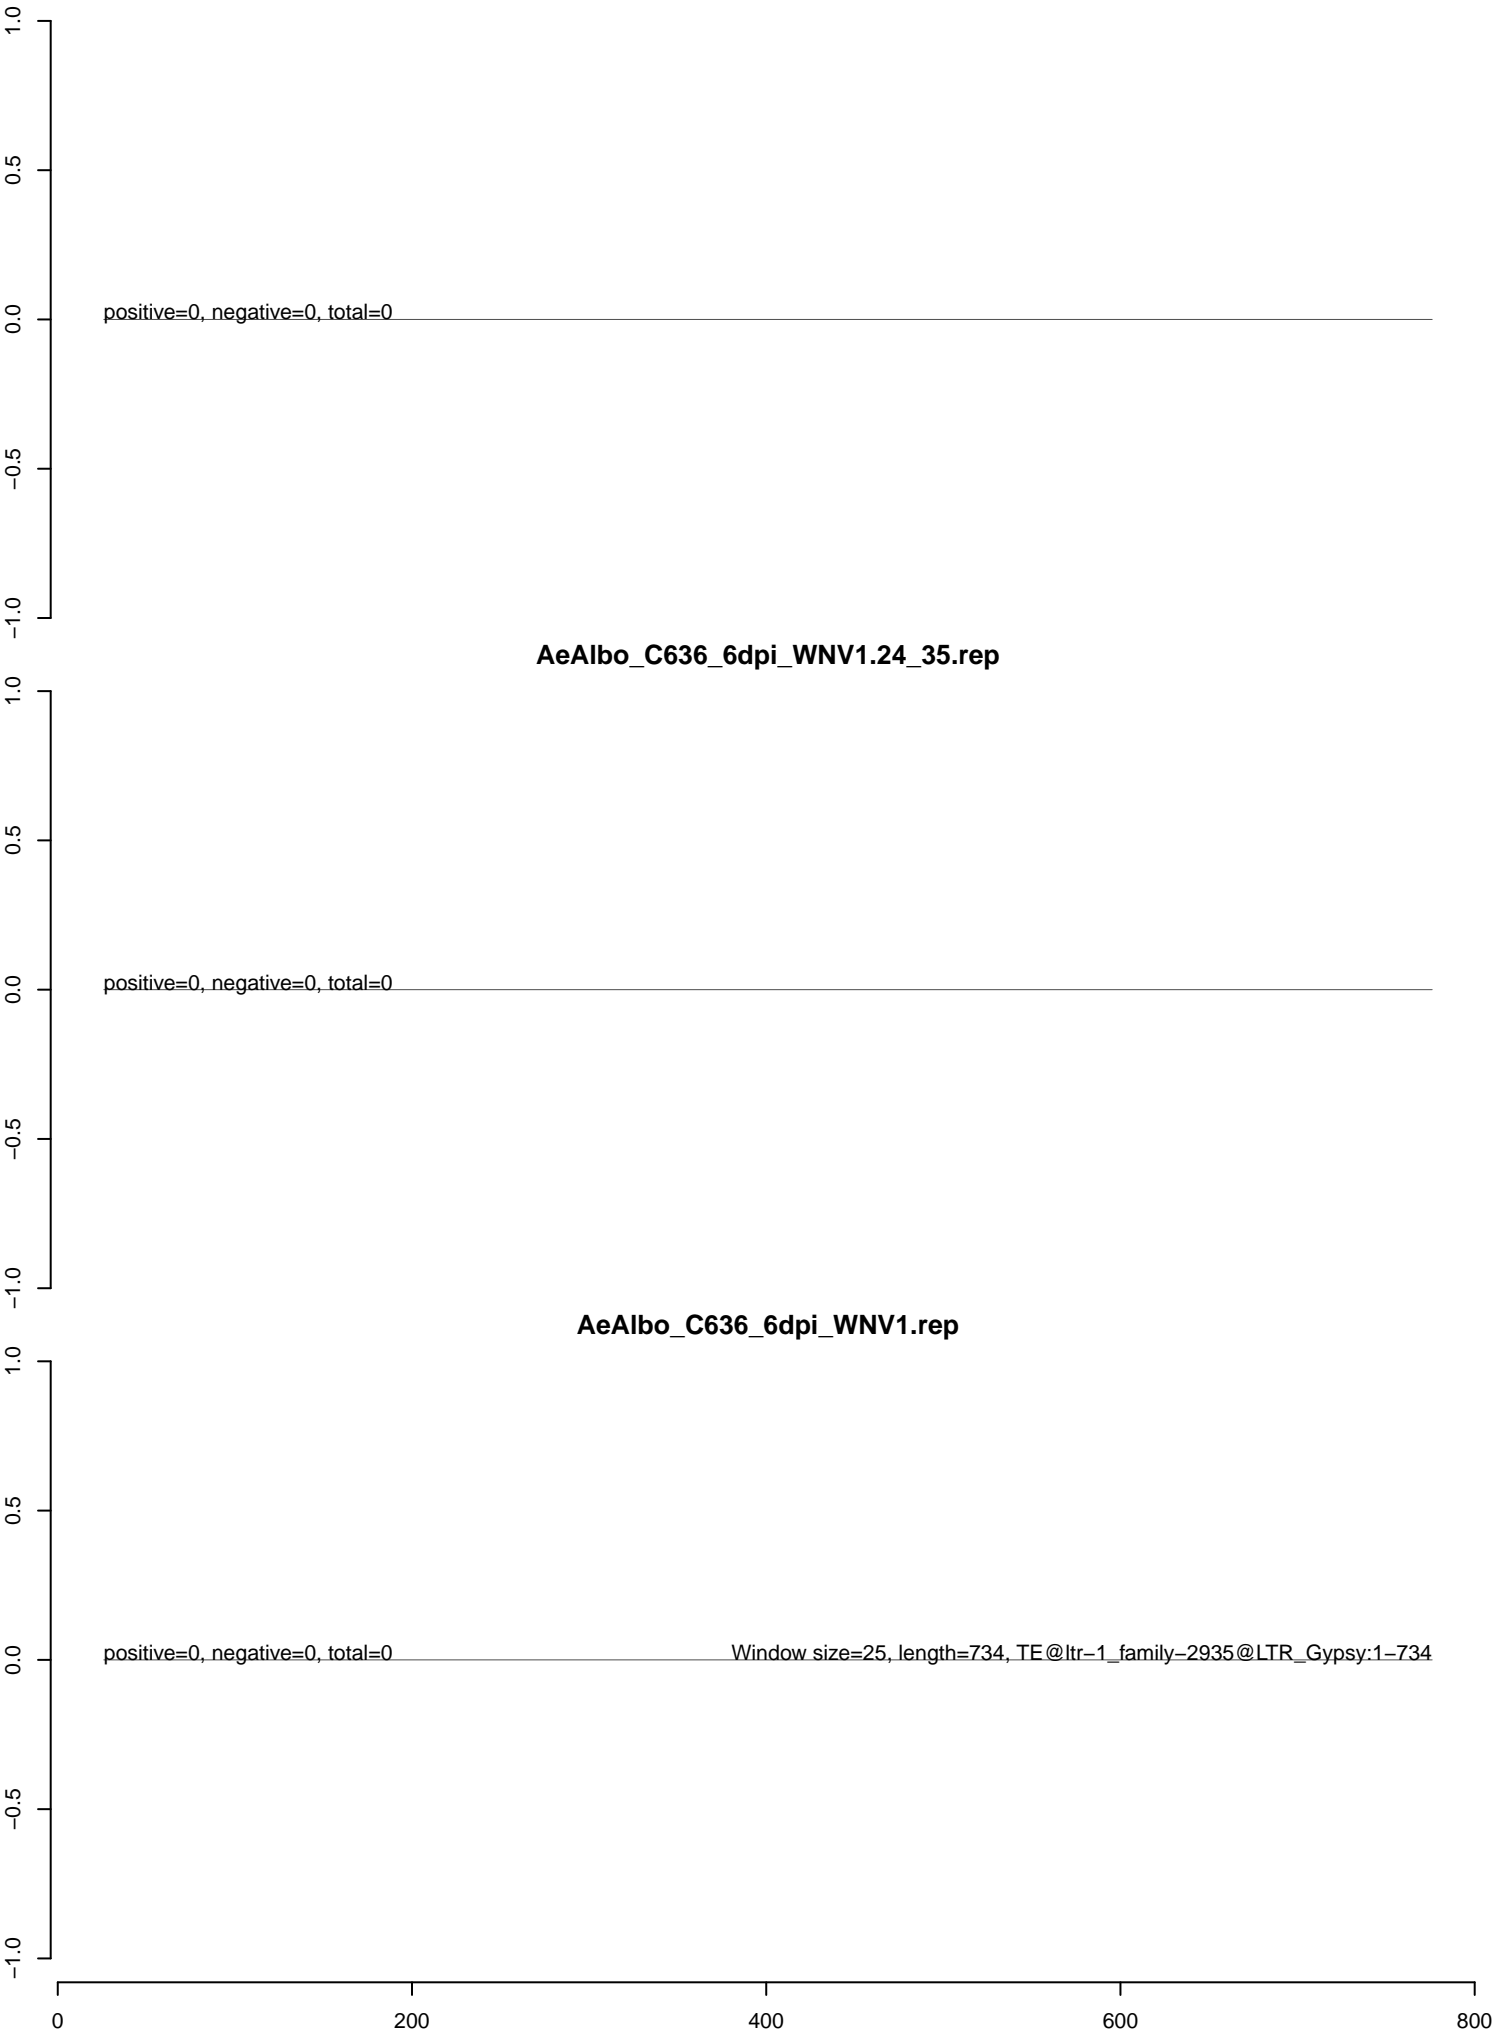 1.0
0.5
0.0
−0.5
−1.0
positive=0, negative=0, total=0
AeAlbo_C636_6dpi_WNV1.24_35.rep
1.0
0.5
0.0
−0.5
−1.0
positive=0, negative=0, total=0
AeAlbo_C636_6dpi_WNV1.rep
1.0
0.5
0.0
−0.5
−1.0
positive=0, negative=0, total=0
Window size=25, length=734, TE@ltr−1_family−2935@LTR_Gypsy:1−734
0 200 400 600 800